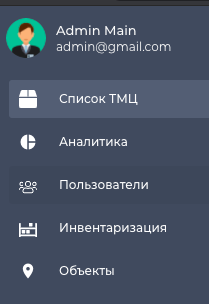 Admin Main
admin@gmail.com
Список ТМЦ
Аналитика
Пользователи
Инвентаризация
Объекты